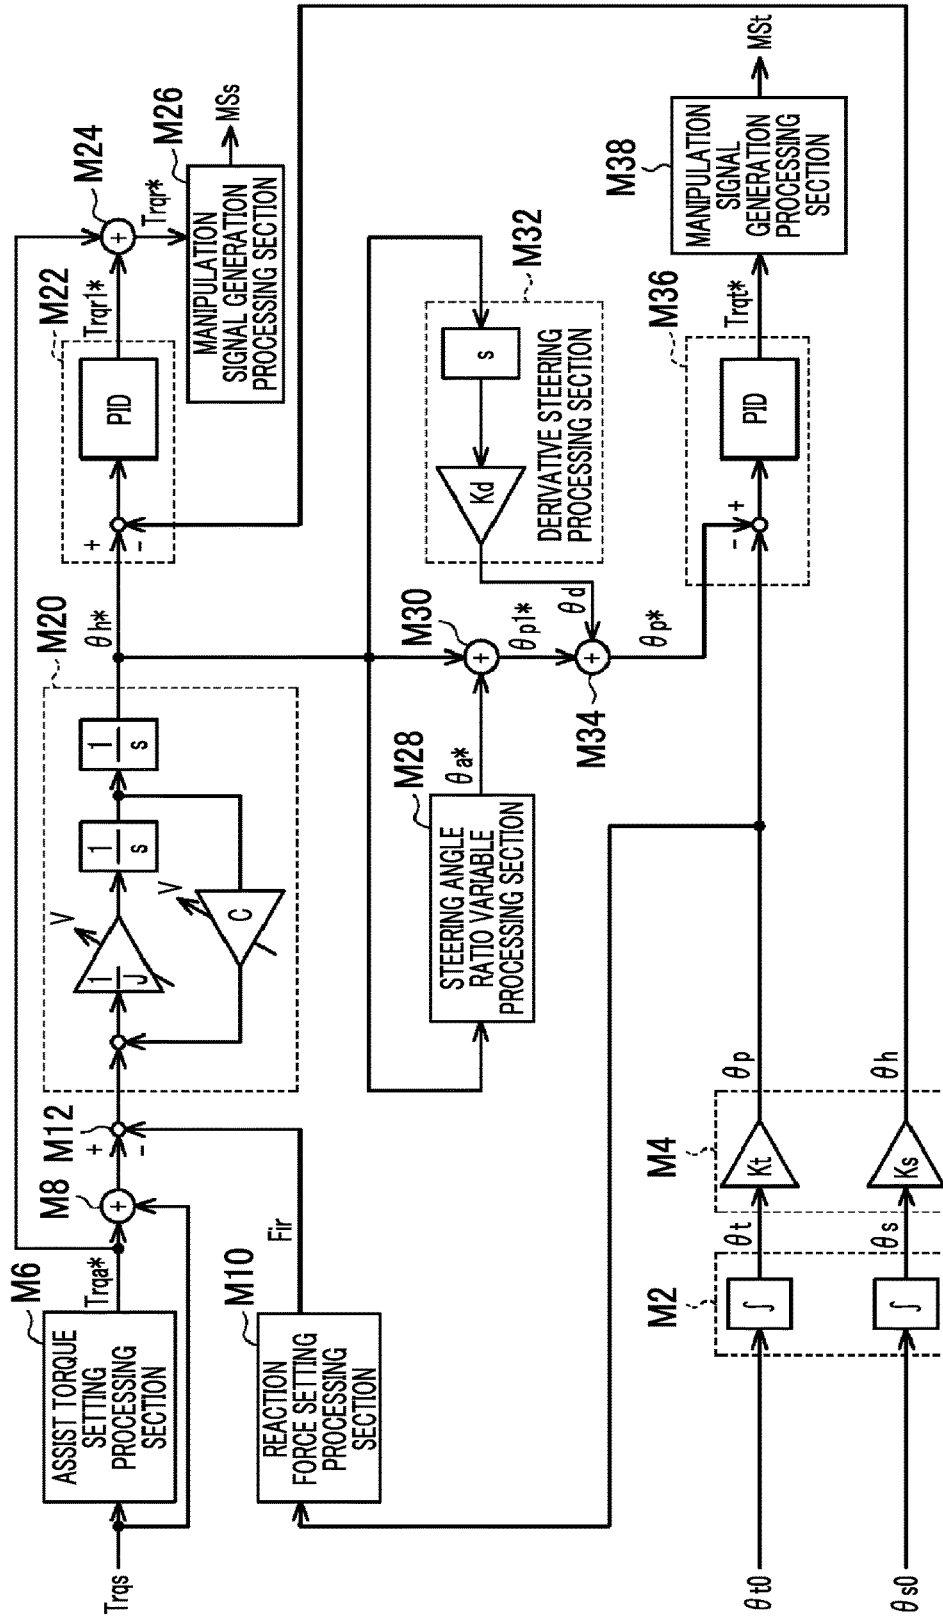 Trqs
M6
ASSIST TORQUE
SETTING
PROCESSING
SECTION
Trqa*
M8
+
M12
+
-
M10
REACTION
FORCE SETTING
PROCESSING
SECTION
Fir
M20
1
J
V
1
s
1
s
C
V
θh*
M22
+
-
PID
Trqr1*
M24
+
Trqr*
M26
MANIPULATION
SIGNAL GENERATION
PROCESSING SECTION
MSs
M28
STEERING ANGLE
RATIO VARIABLE
PROCESSING SECTION
θa*
M30
+
θp1*
M32
s
Kd
DERIVATIVE STEERING
PROCESSING SECTION
θd
M34
+
θp*
M36
-
+
PID
Trqt*
M38
MANIPULATION
SIGNAL
GENERATION
PROCESSING
SECTION
MSt
θt0
θs0
M2
∫
∫
θt
θs
M4
Kt
Ks
θp
θh